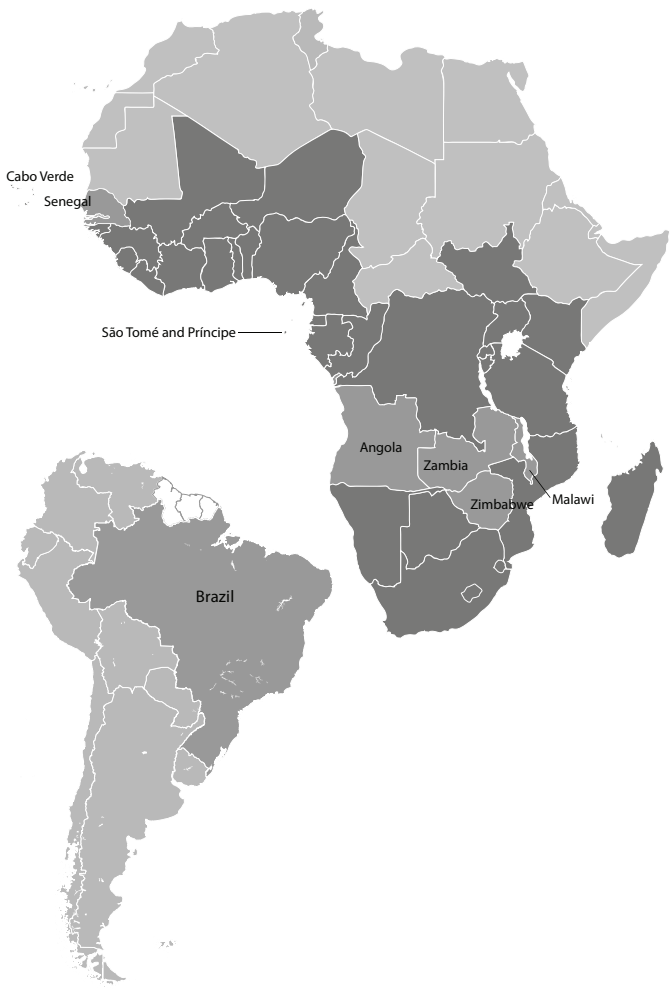 Cabo Verde
Senegal
São Tomé and Príncipe
Angola
Zambia
Zimbabwe
Malawi
Brazil